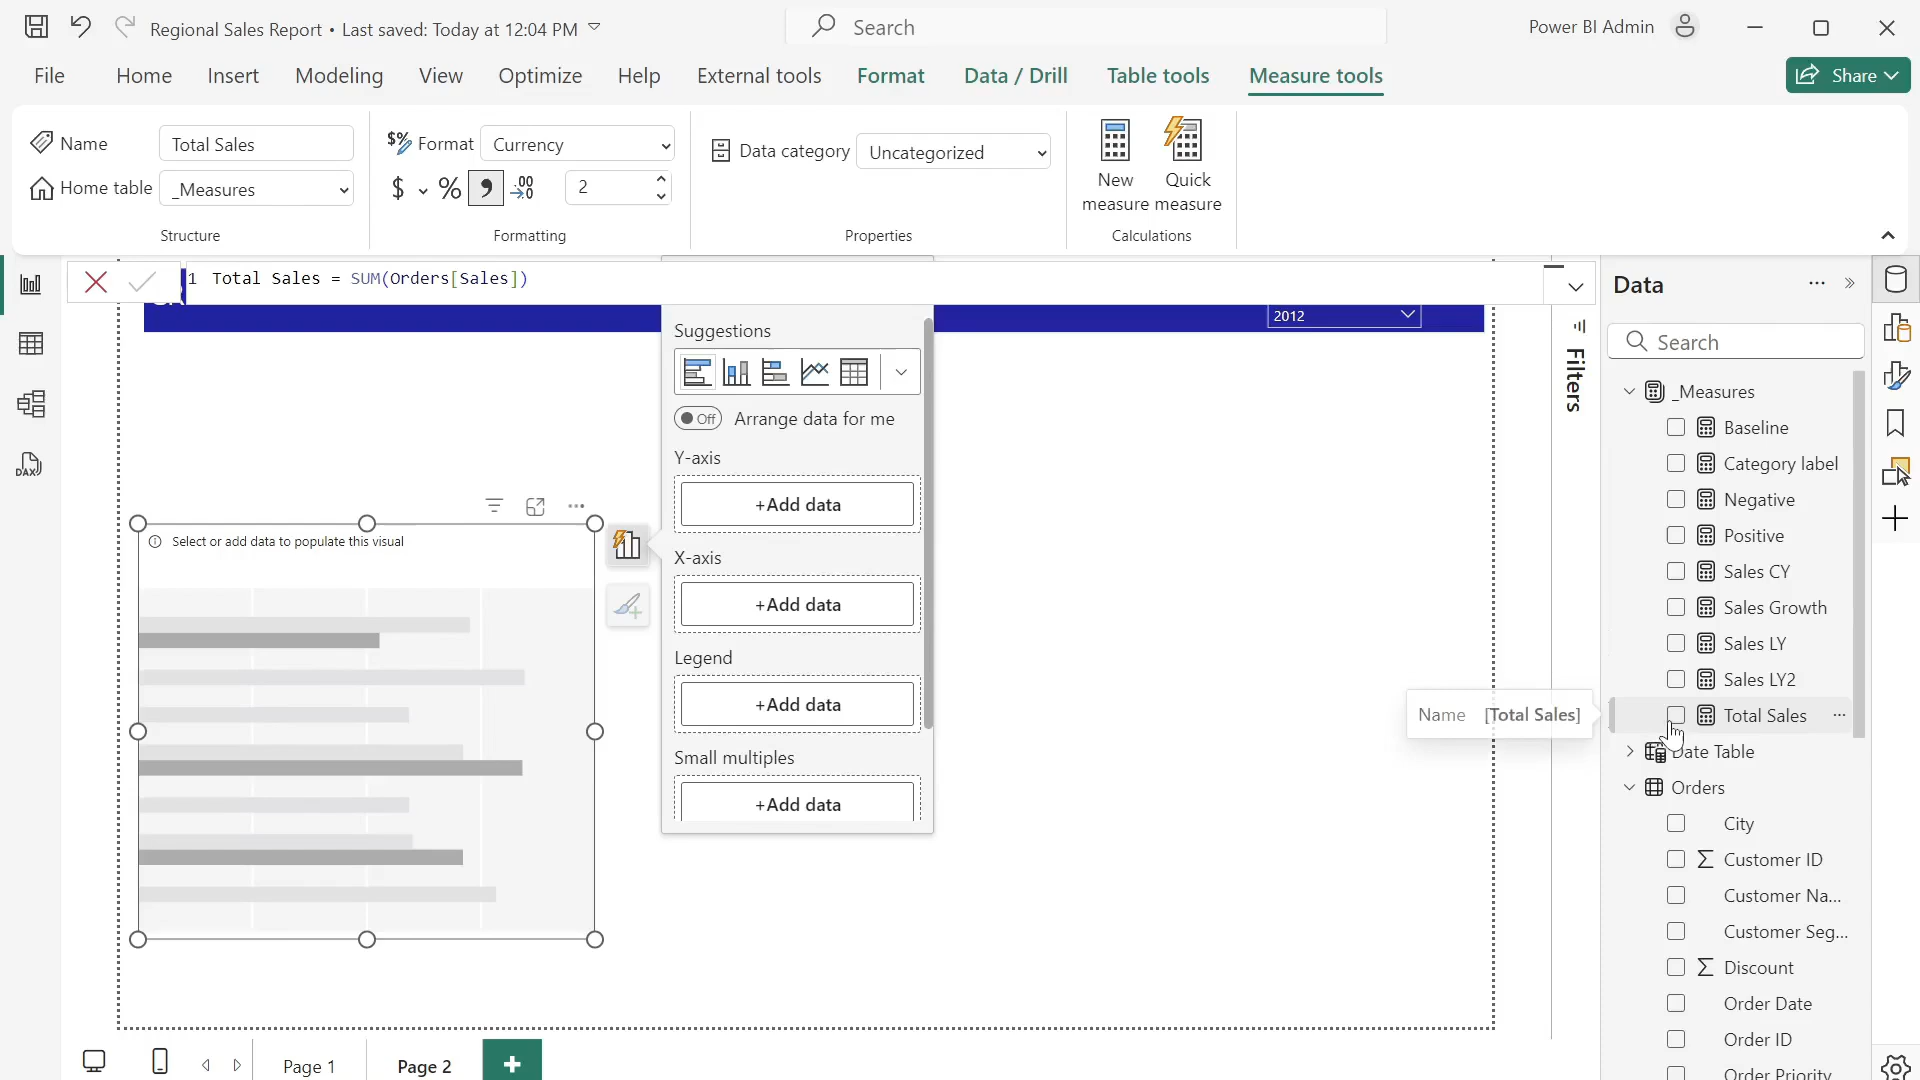 Regional Sales Report • Last saved: Today at 12:04 PM
Search
Power BI Admin
File Home Insert Modeling View Optimize Help External tools Format Data / Drill Table tools Measure tools
Share
Name Total Sales
Home table _Measures
Structure
$% Format Currency
$ % , .00 2
Formatting
Data category Uncategorized
Properties
New measure
Quick measure
Calculations
1 Total Sales = SUM(Orders[Sales])
2012
Select or add data to populate this visual
Suggestions
Off Arrange data for me
Y-axis
+Add data
X-axis
+Add data
Legend
+Add data
Small multiples
+Add data
Filters
Name [Total Sales]
Data
Search
_Measures
Baseline
Category label
Negative
Positive
Sales CY
Sales Growth
Sales LY
Sales LY2
Total Sales
Date Table
Orders
City
Customer ID
Customer Na...
Customer Seg...
Discount
Order Date
Order ID
Order Priority
DAX
Page 1 Page 2 +